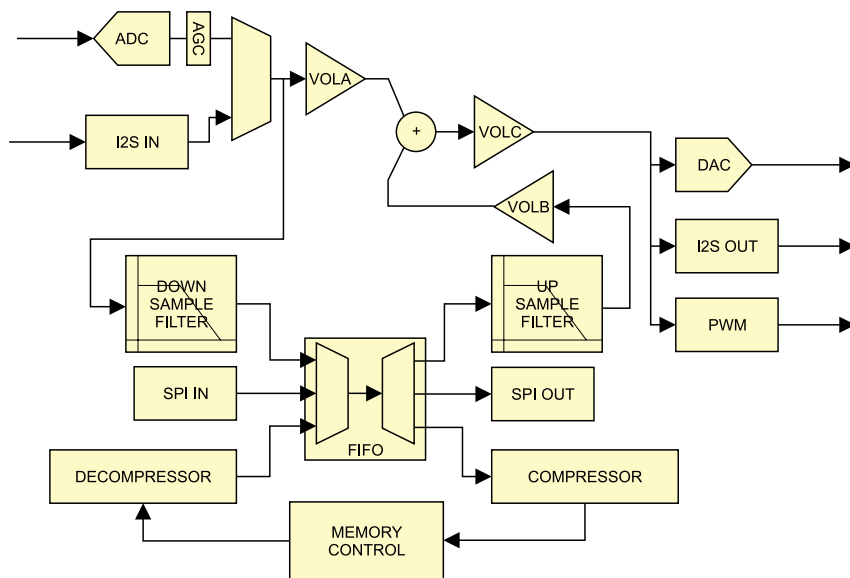 ADC
AGC
I2S IN
VOLA
+
VOLC
DAC
VOLB
I2S OUT
PWM
DOWN
SAMPLE
FILTER
UP
SAMPLE
FILTER
SPI IN
SPI OUT
FIFO
DECOMPRESSOR
COMPRESSOR
MEMORY
CONTROL